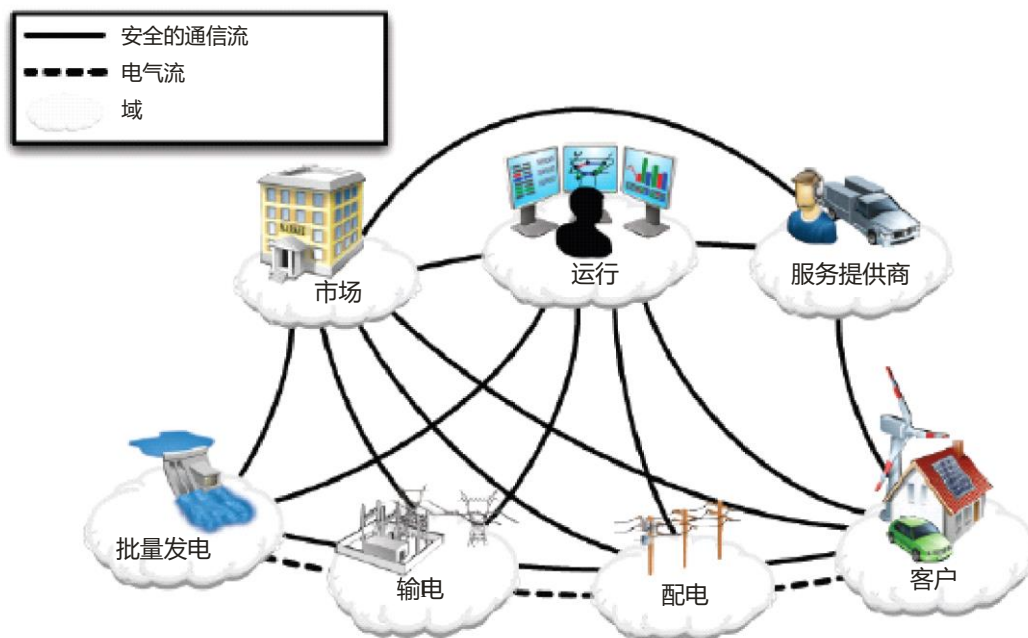 安全的通信流
电气流
域
市场
运行
服务提供商
批量发电
输电
配电
客户